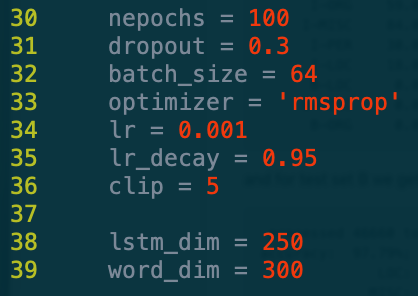 30 nepochs = 100
31 dropout = 0.3
32 batch_size = 64
33 optimizer = 'rmsprop'
34 lr = 0.001
35 lr_decay = 0.95
36 clip = 5
37
38 lstm_dim = 250
39 word_dim = 300